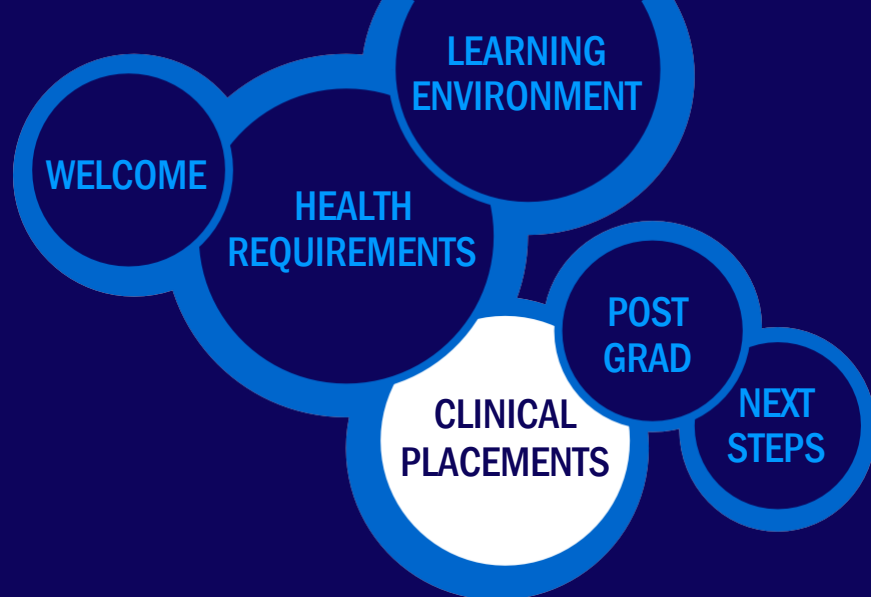 LEARNING
ENVIRONMENT
WELCOME
HEALTH
REQUIREMENTS
POST
GRAD
NEXT
STEPS
CLINICAL
PLACEMENTS